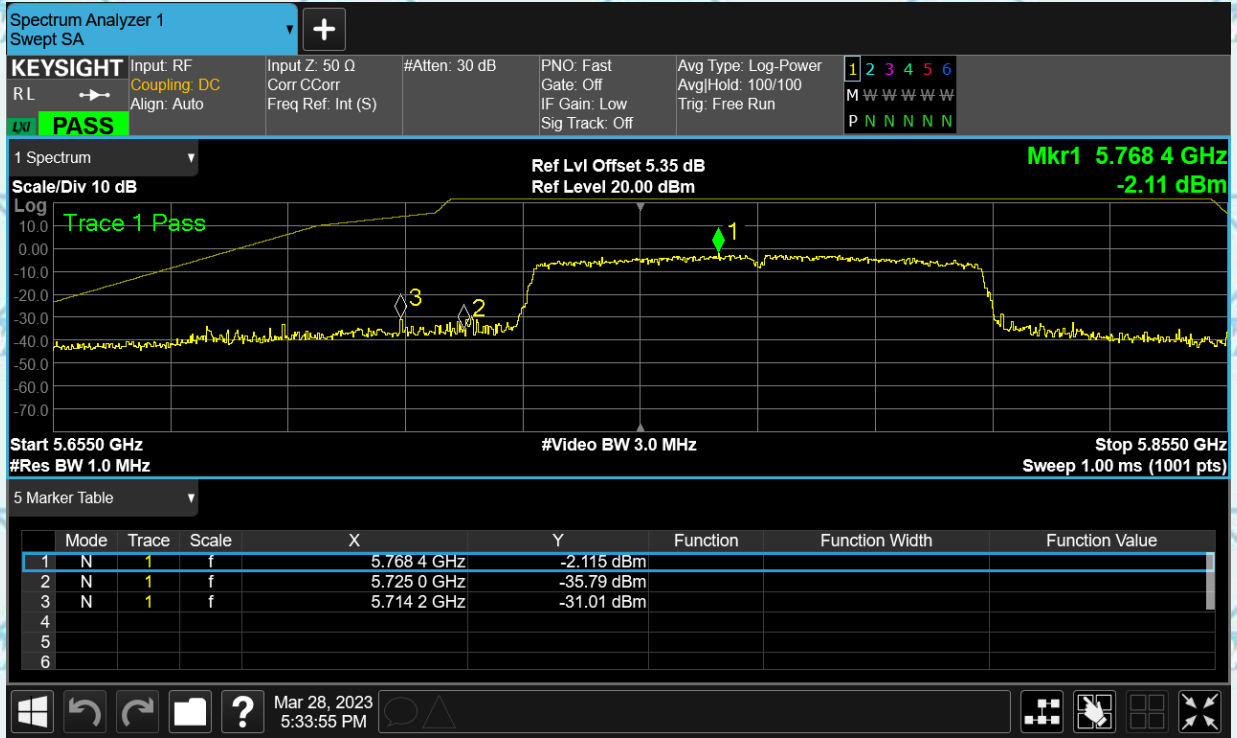 Spectrum Analyzer 1
Swept SA
+
KEYSIGHT
RL
LXI PASS
Input: RF
Coupling: DC
Align: Auto
Input Z: 50 Ω
Corr CCorr
Freq Ref: Int (S)
#Atten: 30 dB
PNO: Fast
Gate: Off
IF Gain: Low
Sig Track: Off
Avg Type: Log-Power
Avg|Hold: 100/100
Trig: Free Run
1 2 3 4 5 6
M W W W W W
P N N N N N
1 Spectrum
Scale/Div 10 dB
Ref Lvl Offset 5.35 dB
Ref Level 20.00 dBm
Mkr1 5.768 4 GHz
-2.11 dBm
Log
Trace 1 Pass
10.0
0.00
-10.0
-20.0
-30.0
-40.0
-50.0
-60.0
-70.0
1
3
2
Start 5.6550 GHz
#Video BW 3.0 MHz
Stop 5.8550 GHz
#Res BW 1.0 MHz
Sweep 1.00 ms (1001 pts)
5 Marker Table
Mode Trace Scale X Y Function Function Width Function Value
1 N 1 f 5.768 4 GHz -2.115 dBm
2 N 1 f 5.725 0 GHz -35.79 dBm
3 N 1 f 5.714 2 GHz -31.01 dBm
4
5
6
?
Mar 28, 2023
5:33:55 PM